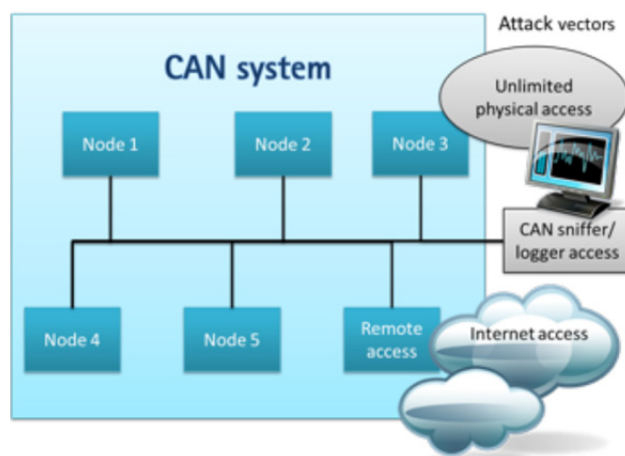 Attack vectors
CAN system
Unlimited
physical access
Node 1
Node 2
Node 3
CAN sniffer/
logger access
Node 4
Node 5
Remote
access
Internet access